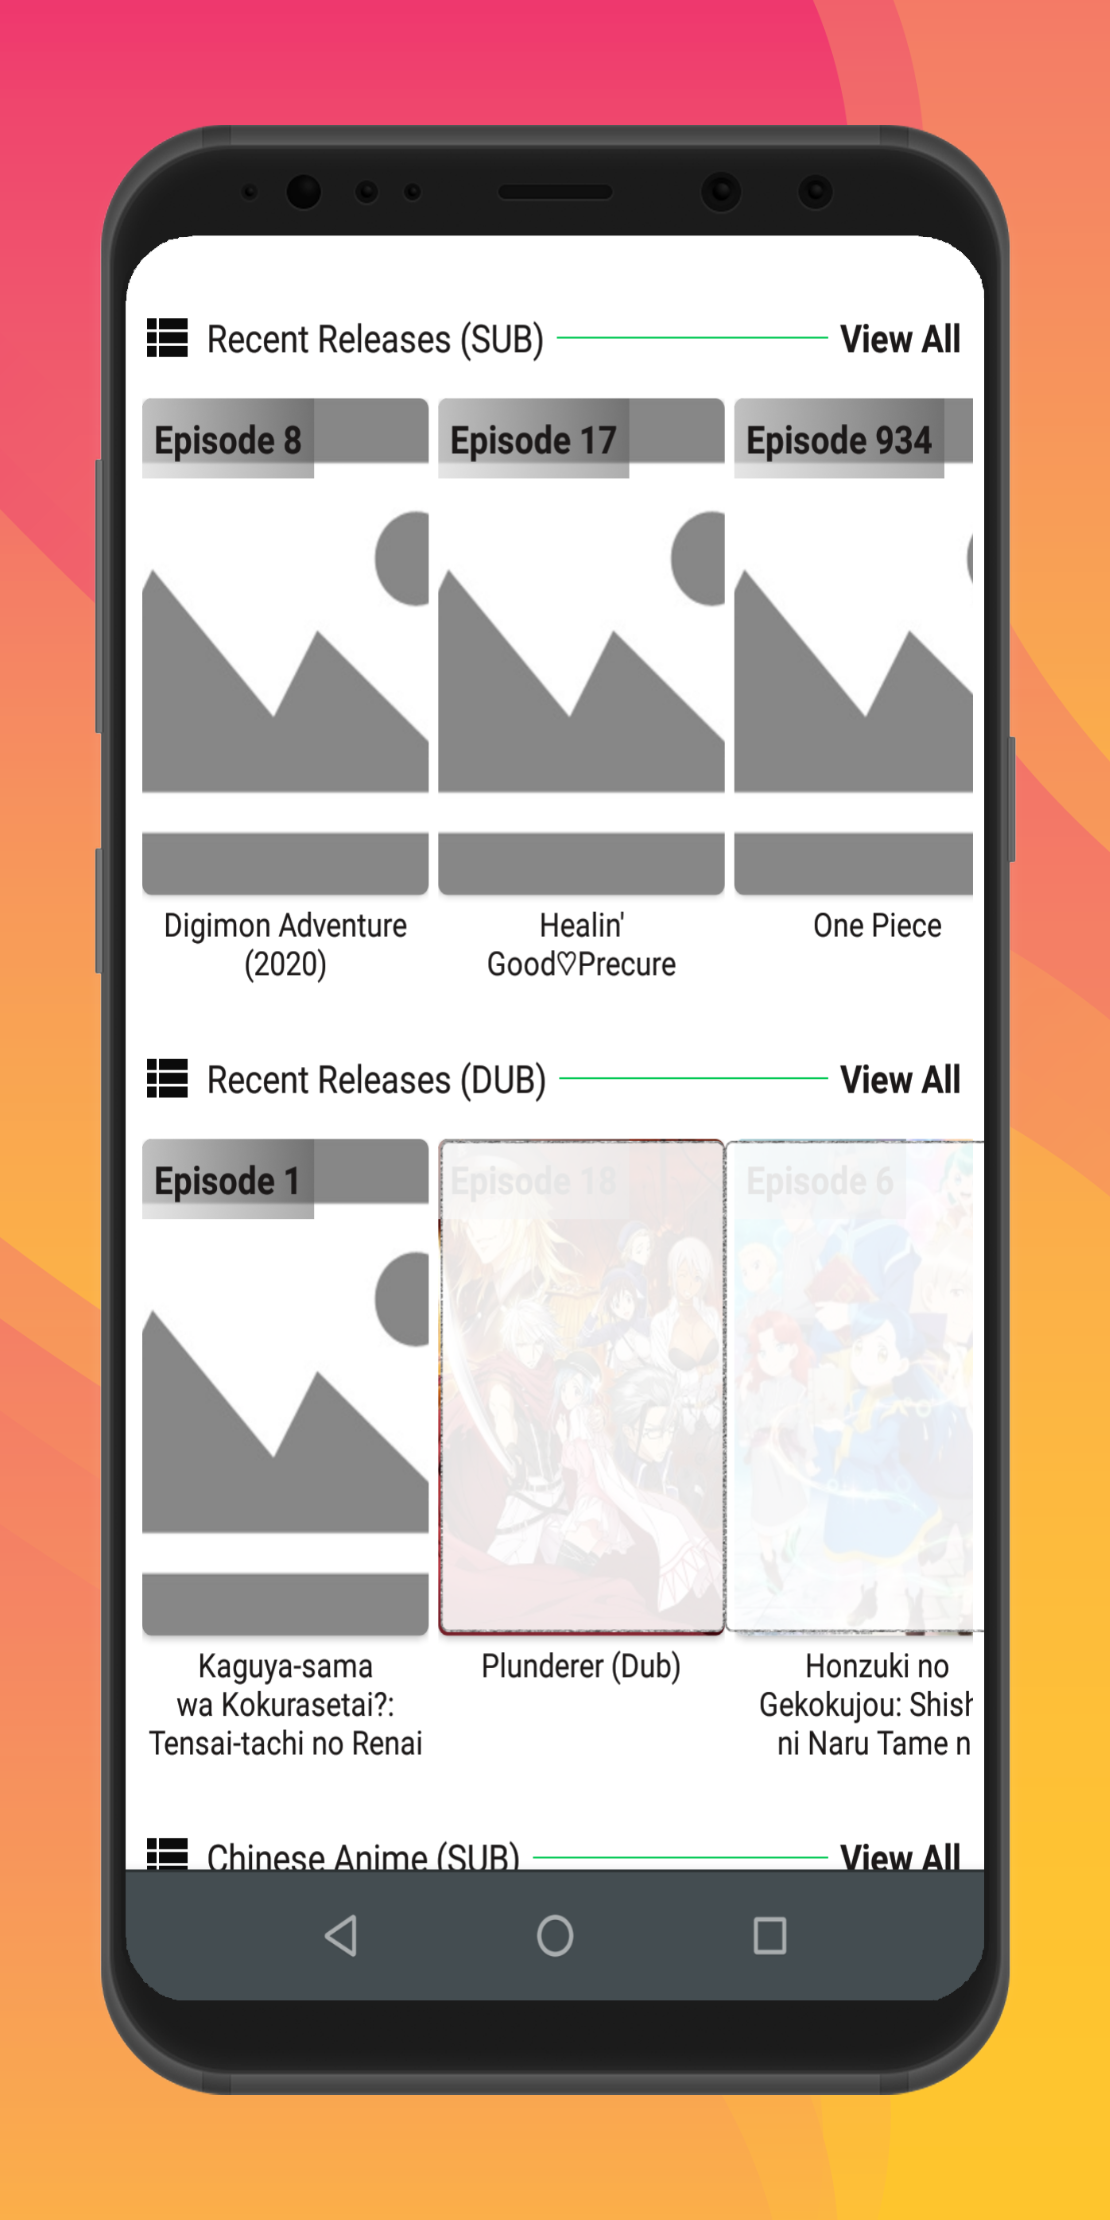 Recent Releases (SUB) View All
Episode 8 Episode 17 Episode 934
Digimon Adventure
(2020)
Healin'
Good♡Precure
One Piece
Recent Releases (DUB) View All
Episode 1 Episode 18 Episode 6
Kaguya-sama
wa Kokurasetai?:
Tensai-tachi no Renai
Plunderer (Dub)
Honzuki no
Gekokujou: Shish
ni Naru Tame n
Chinese Anime (SUB) View All